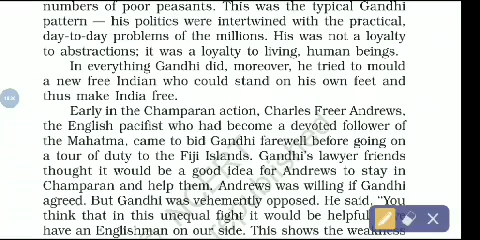 numbers of poor peasants. This was the typical Gandhi
pattern — his politics were intertwined with the practical,
day-to-day problems of the millions. His was not a loyalty
to abstractions; it was a loyalty to living, human beings.
In everything Gandhi did, moreover, he tried to mould
a new free Indian who could stand on his own feet and
thus make India free.
Early in the Champaran action, Charles Freer Andrews,
the English pacifist who had become a devoted follower of
the Mahatma, came to bid Gandhi farewell before going on
a tour of duty to the Fiji Islands. Gandhi's lawyer friends
thought it would be a good idea for Andrews to stay in
Champaran and help them. Andrews was willing if Gandhi
agreed. But Gandhi was vehemently opposed. He said, "You
think that in this unequal fight it would be helpful
have an Englishman on our side. This shows the weakness